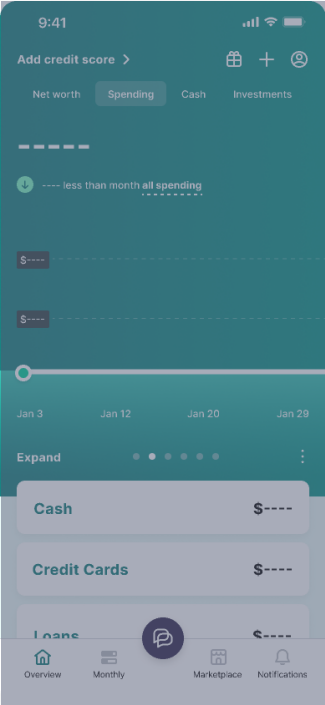 9:41
Add credit score
Net worth Spending Cash Investments
-----
---- less than month all spending
$----
$----
Jan 3 Jan 12 Jan 20 Jan 29
Expand
Cash $----
Credit Cards $----
Loans $----
Overview Monthly Marketplace Notifications